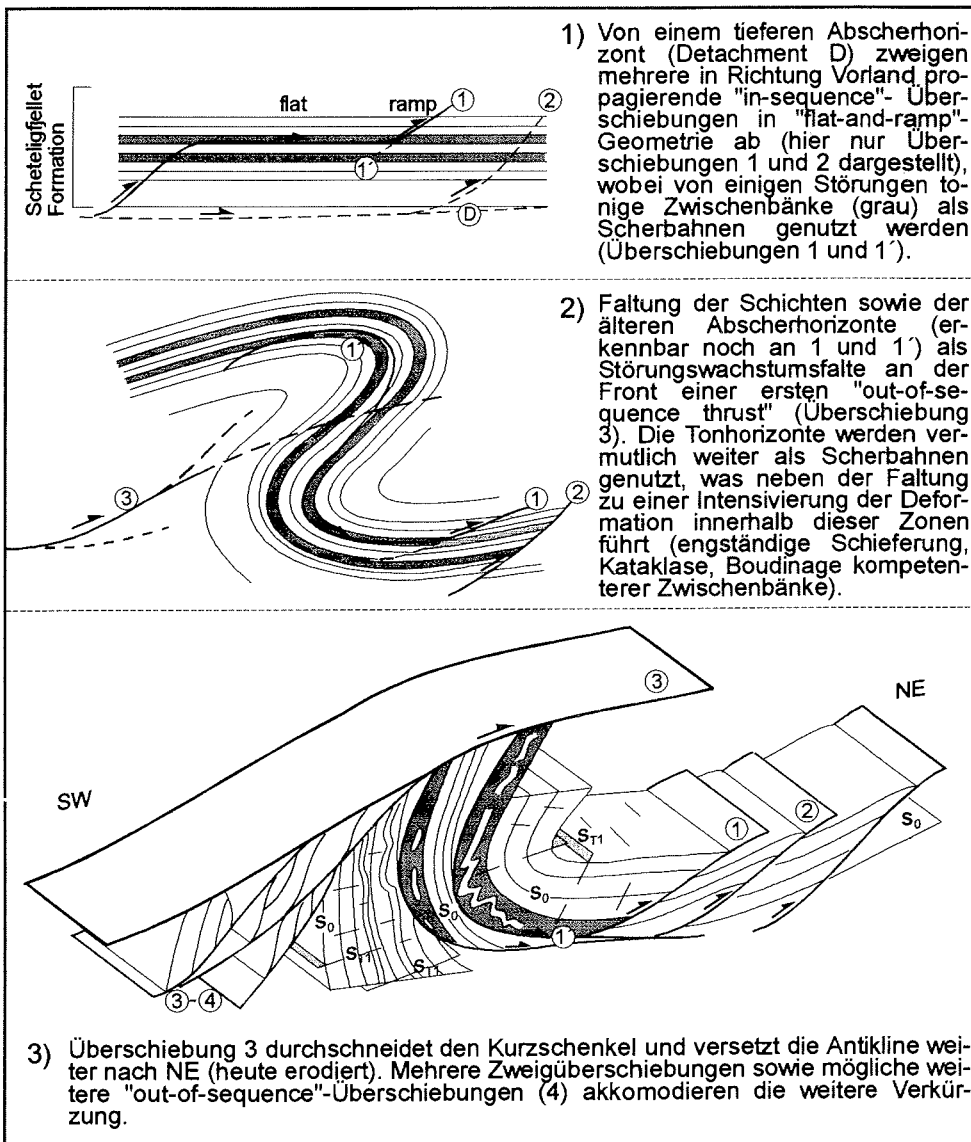 1) Von einem tieferen Abscherhori-
zont (Detachment D) zweigen
mehrere in Richtung Vorland pro-
pagierende "in-sequence"- Über-
schiebungen in "flat-and-ramp"-
Geometrie ab (hier nur Über-
schiebungen 1 und 2 dargestellt),
wobei von einigen Störungen to-
nige Zwischenbänke (grau) als
Scherbahnen genutzt werden
(Überschiebungen 1 und 1´).
Scheteligfjellet
Formation
flat
ramp
1
2
1´
D
2) Faltung der Schichten sowie der
älteren Abscherhorizonte (er-
kennbar noch an 1 und 1´) als
Störungswachstumsfalte an der
Front einer ersten "out-of-se-
quence thrust" (Überschiebung
3). Die Tonhorizonte werden ver-
mutlich weiter als Scherbahnen
genutzt, was neben der Faltung
zu einer Intensivierung der Defor-
mation innerhalb dieser Zonen
führt (engständige Schieferung,
Kataklase, Boudinage kompeten-
terer Zwischenbänke).
1´
3
1
2
SW
NE
3
1
2
S0
ST1
S0
S0
S0
ST1
ST1
1´
3-4
3) Überschiebung 3 durchschneidet den Kurzschenkel und versetzt die Antikline wei-
ter nach NE (heute erodiert). Mehrere Zweigüberschiebungen sowie mögliche wei-
tere "out-of-sequence"-Überschiebungen (4) akkomodieren die weitere Verkür-
zung.